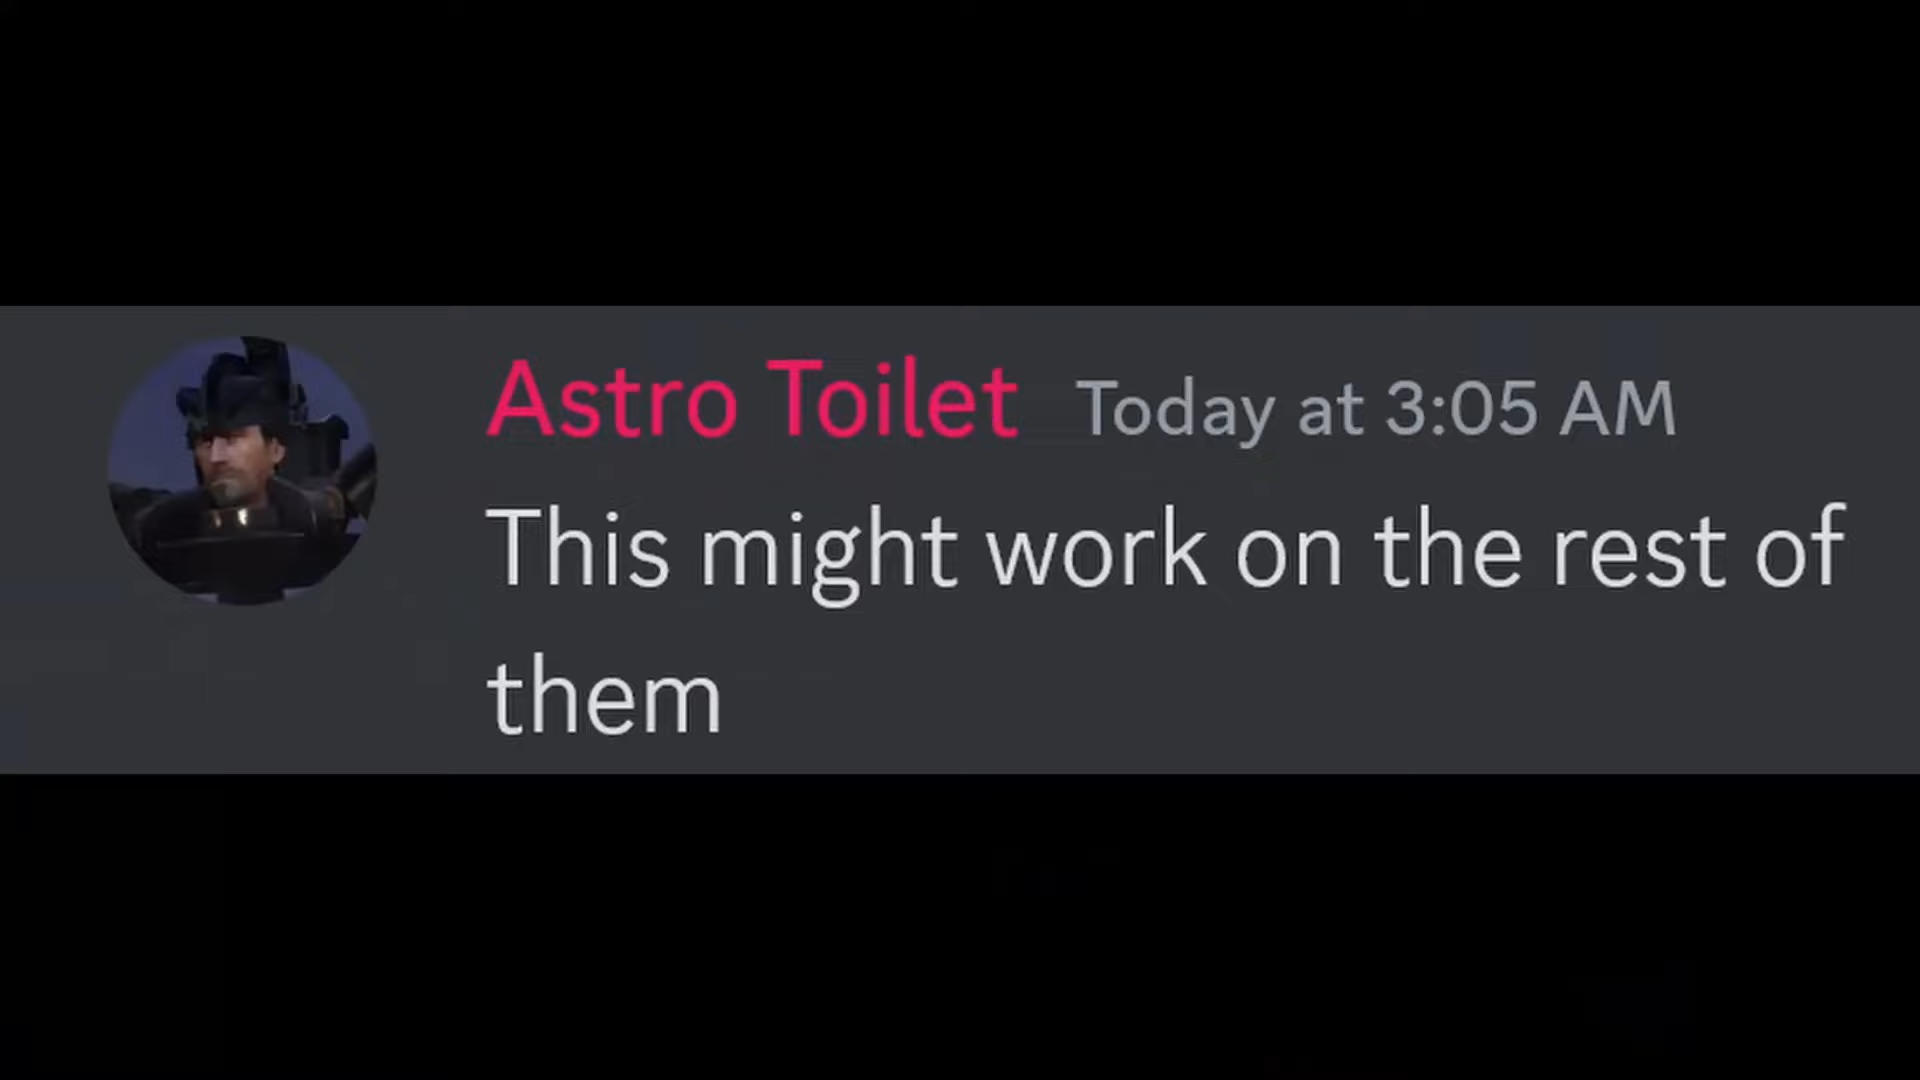 Astro Toilet Today at 3:05 AM
This might work on the rest of
them